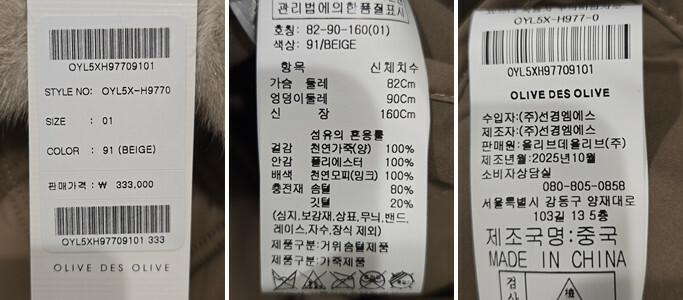 OYL5XH97709101
STYLE NO: OYL5X-H9770
SIZE : 01
COLOR : 91 (BEIGE)
판매가격 : ₩ 333,000
OYL5XH97709101 333
OLIVE DES OLIVE
관리법에의한품질표시
호칭: 82-90-160(01)
색상: 91/BEIGE
항목 신체치수
가슴 둘레 82Cm
엉덩이둘레 90Cm
신 장 160Cm
섬유의 혼용률
겉감 천연가죽(양) 100%
안감 폴리에스터 100%
배색 천연모피(밍크) 100%
충전재 솜털 80%
깃털 20%
(심지,보강재,상표,무늬,밴드,
레이스,자수,장식 제외)
제품구분:거위솜털제품
제품구분:가죽제품
OYL5X-H977-0
OYL5XH97709101
OLIVE DES OLIVE
수입자:(주)선경엠에스
제조자:(주)선경엠에스
판매원:올리브데올리브(주)
제조년월:2025년10월
소비자상담실
080-805-0858
서울특별시 강동구 양재대로
103길 13 5층
제조국명:중국
MADE IN CHINA
검